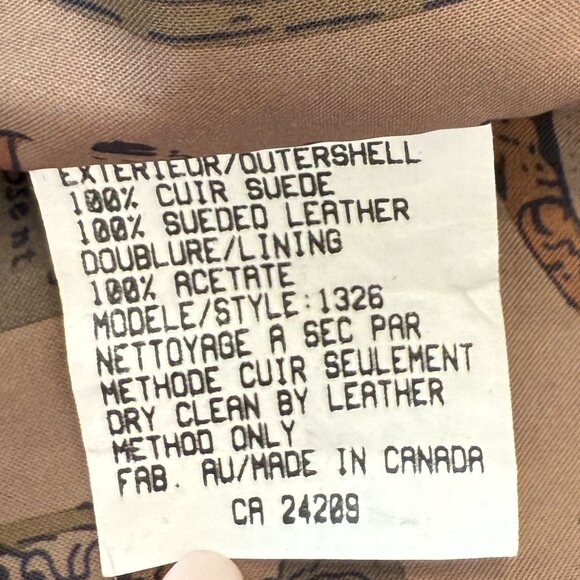 EXTERIEUR/OUTERSHELL
100% CUIR SUEDE
100% SUEDED LEATHER
DOUBLURE/LINING
100% ACETATE
MODELE/STYLE:1326
NETTOYAGE A SEC PAR
METHODE CUIR SEULEMENT
DRY CLEAN BY LEATHER
METHOD ONLY
FAB. AU/MADE IN CANADA
CA 24209